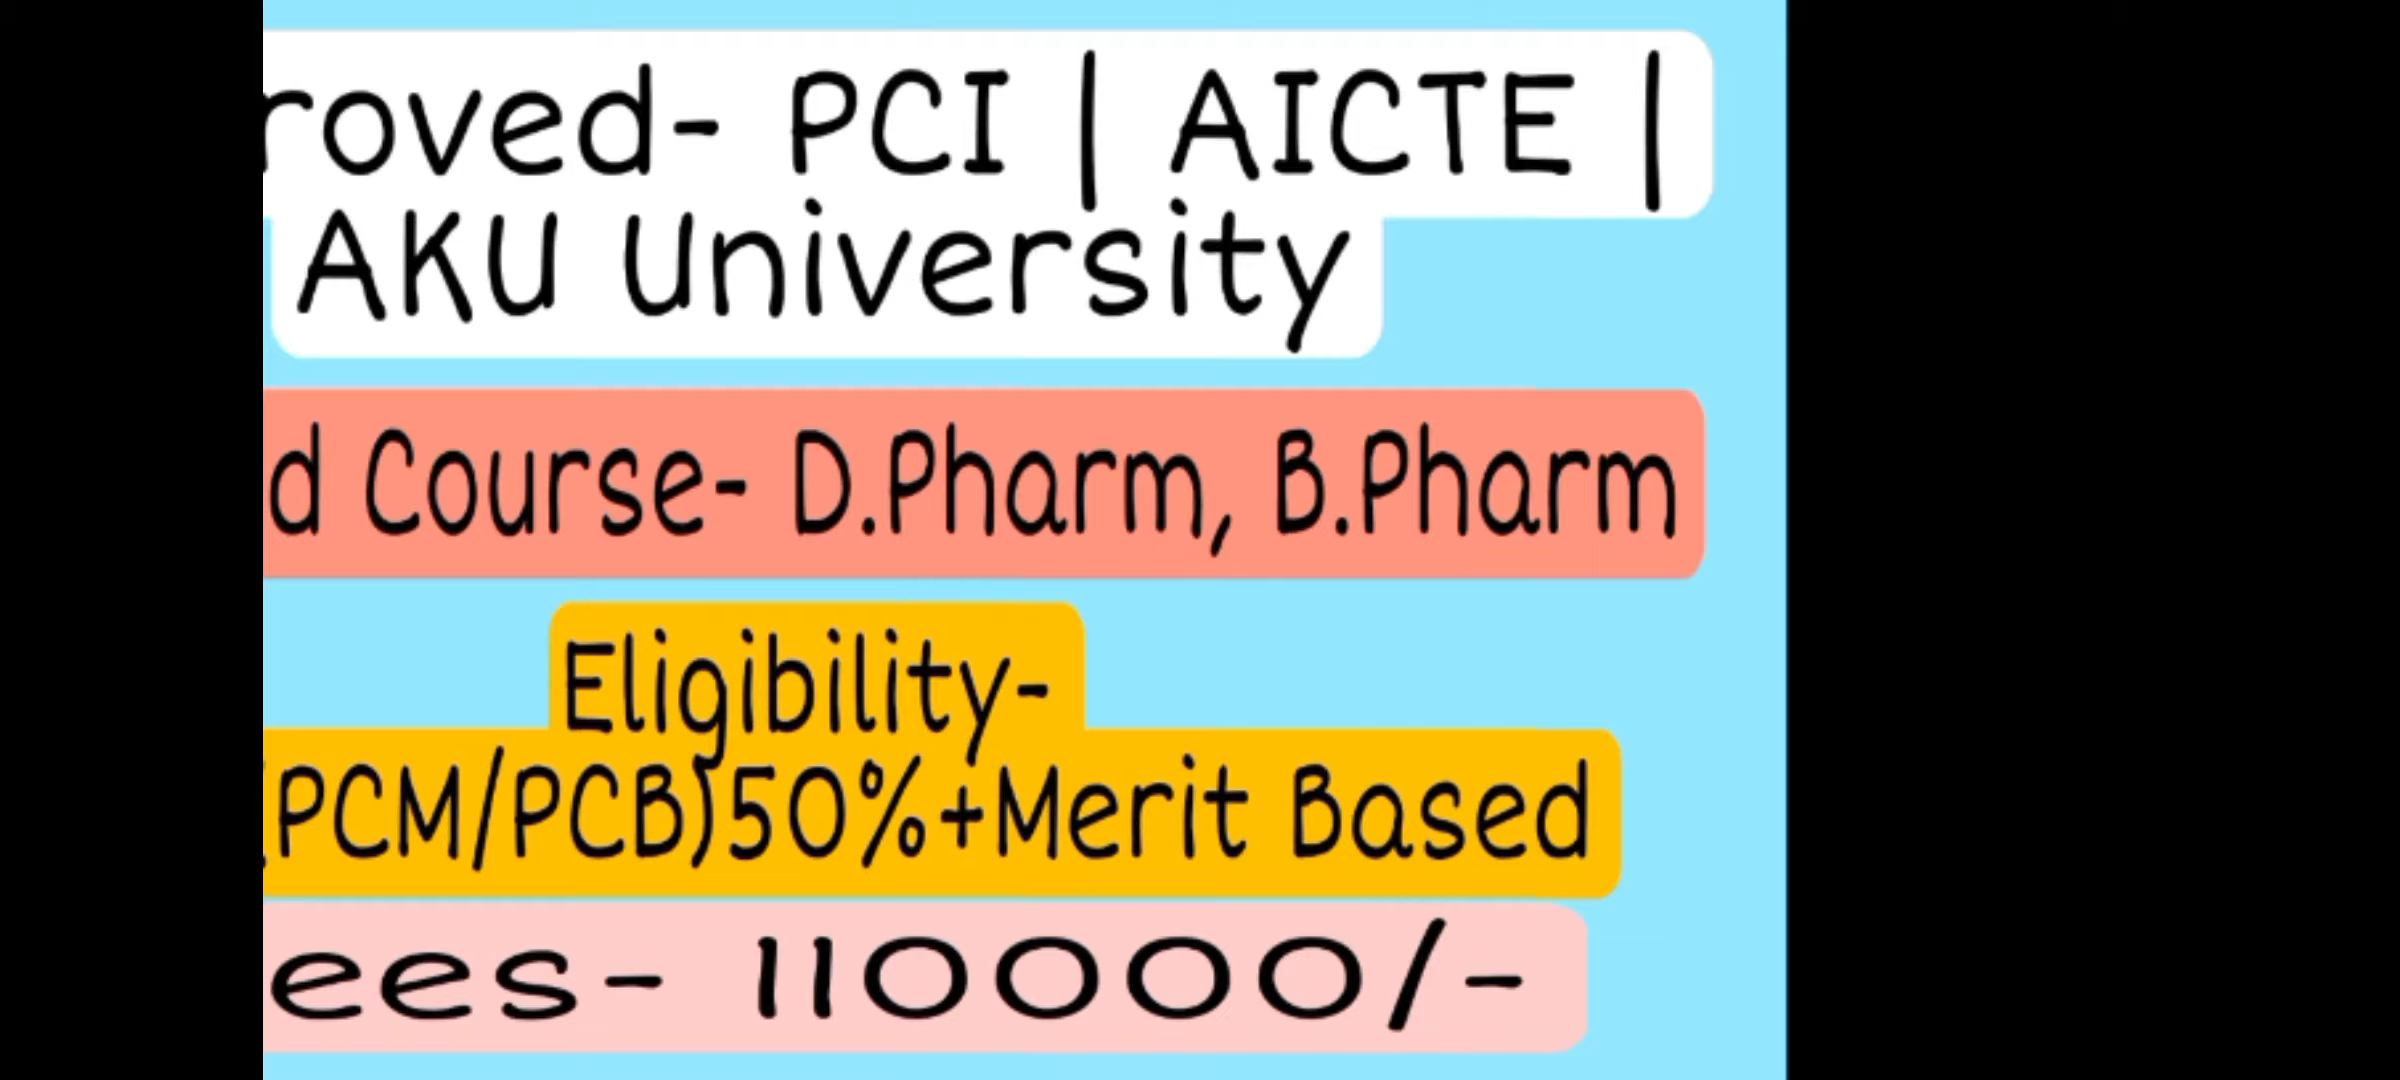 roved- PCI | AICTE |
AKU University
d Course- D.Pharm, B.Pharm
Eligibility-
(PCM/PCB)50%+Merit Based
ees- 110000/-